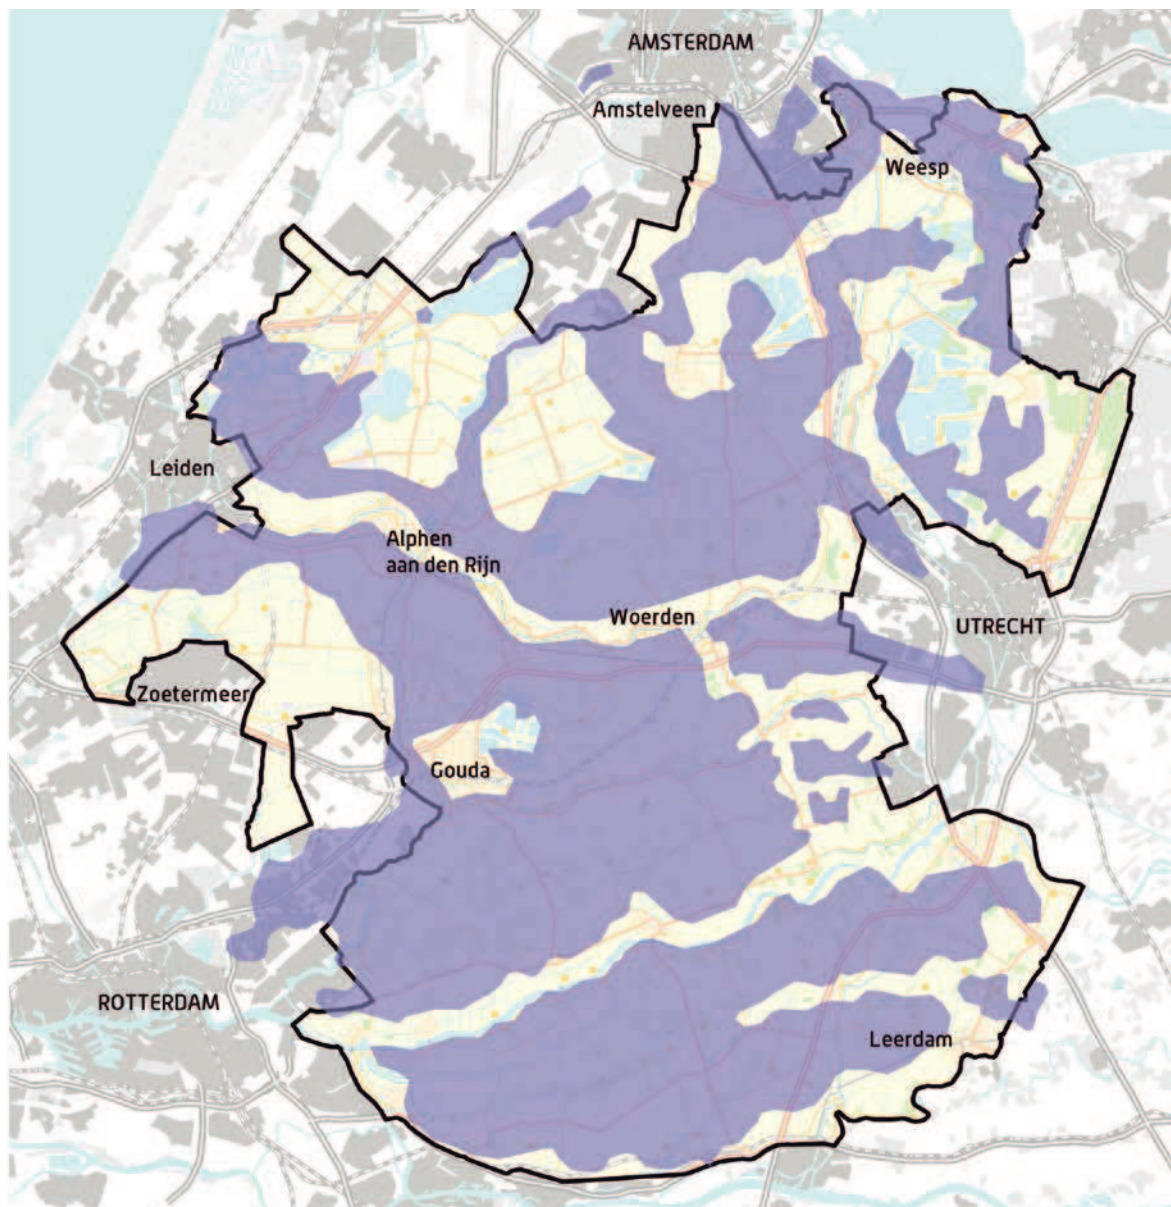 AMSTERDAM
Amstelveen
Weesp
Leiden
Alphen
aan den Rijn
Woerden
UTRECHT
Zoetermeer
Gouda
ROTTERDAM
Leerdam